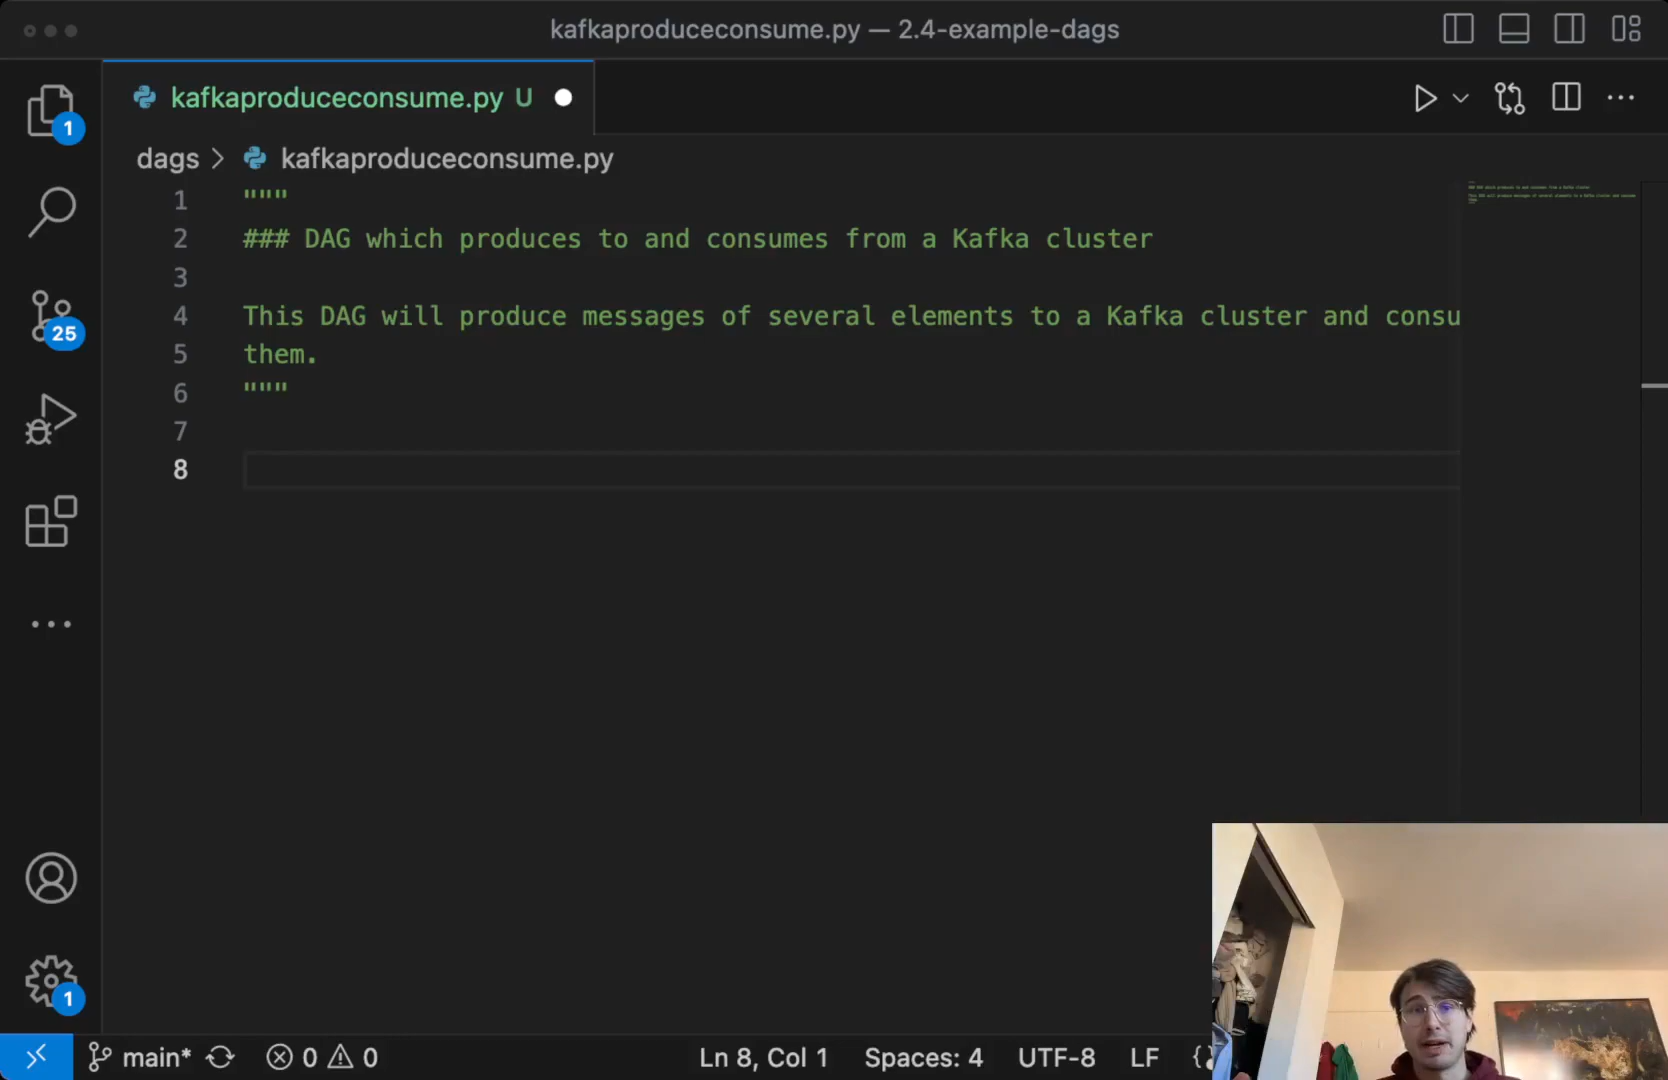 kafkaproduceconsume.py — 2.4-example-dags
kafkaproduceconsume.py U
dags > kafkaproduceconsume.py
1 """
2 ### DAG which produces to and consumes from a Kafka cluster
3
4 This DAG will produce messages of several elements to a Kafka cluster and consu
5 them.
6 """
7
8
1
25
1
main* 0 0 Ln 8, Col 1 Spaces: 4 UTF-8 LF {